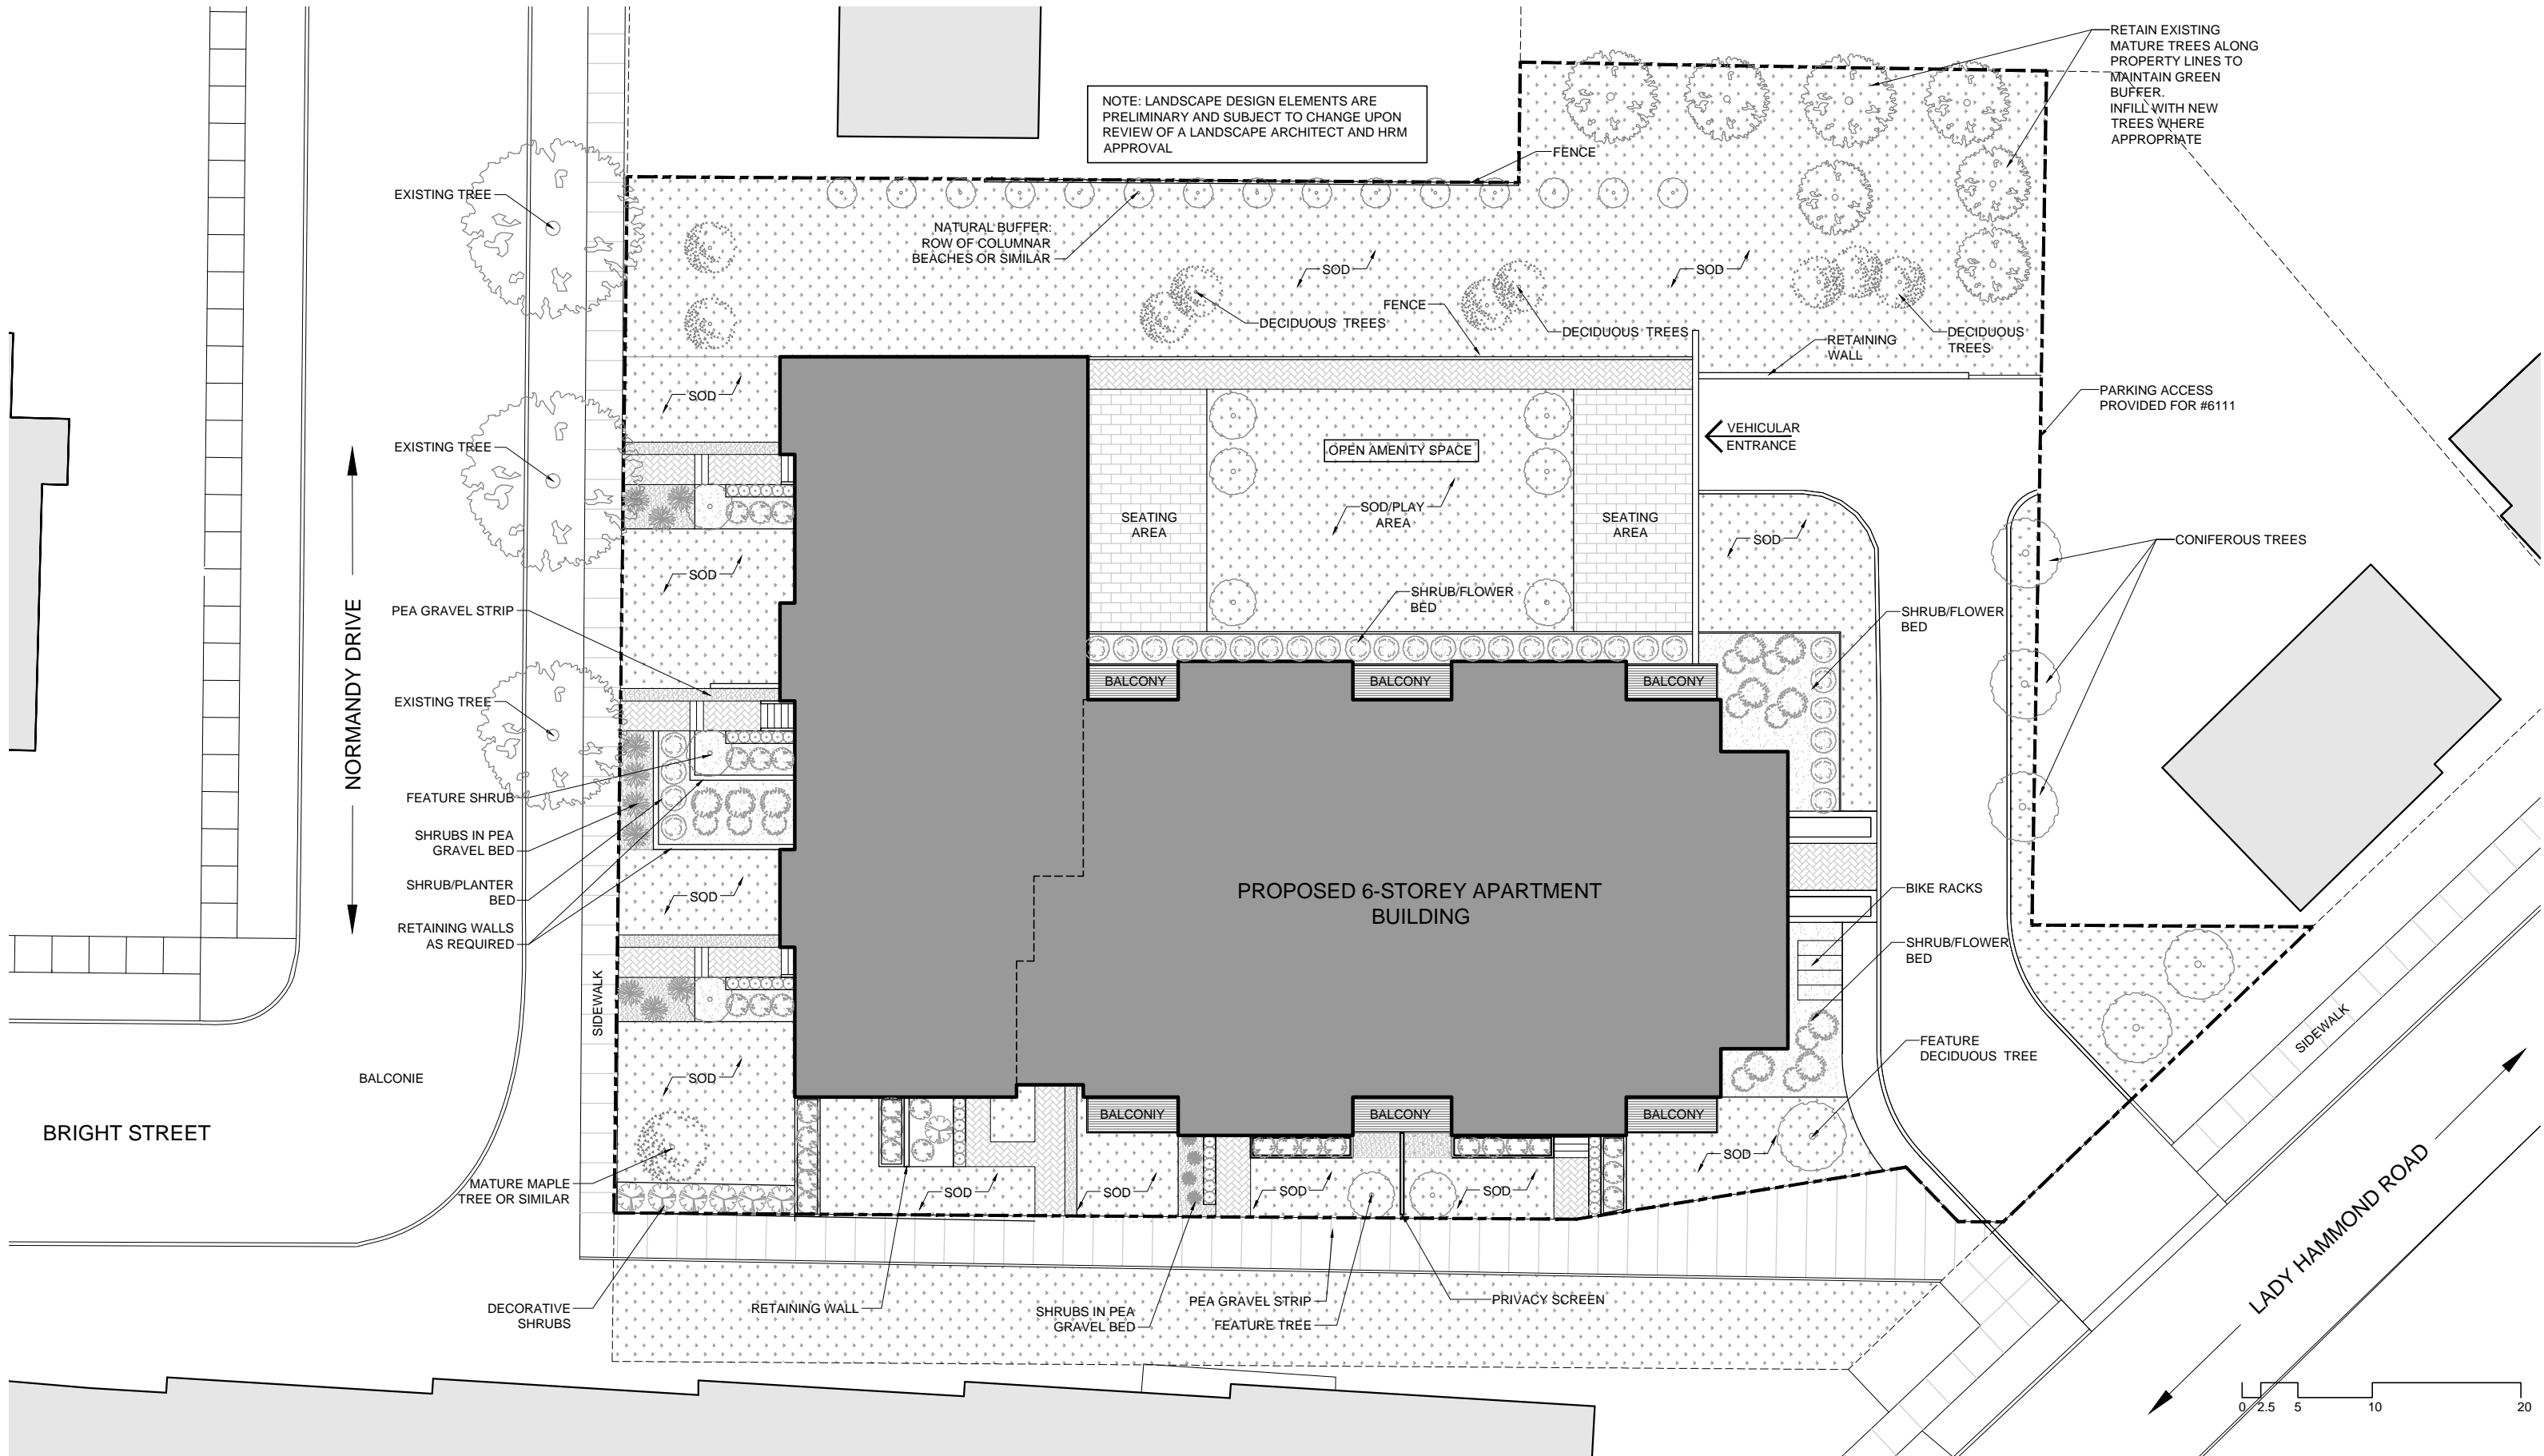 RETAIN EXISTING
MATURE TREES ALONG
PROPERTY LINES TO
MAINTAIN GREEN
BUFFER.
INFILL WITH NEW
TREES WHERE
APPROPRIATE
NOTE: LANDSCAPE DESIGN ELEMENTS ARE
PRELIMINARY AND SUBJECT TO CHANGE UPON
REVIEW OF A LANDSCAPE ARCHITECT AND HRM
APPROVAL
FENCE
EXISTING TREE
NATURAL BUFFER:
ROW OF COLUMNAR
BEACHES OR SIMILAR
SOD
SOD
FENCE
DECIDUOUS TREES
DECIDUOUS TREES
DECIDUOUS
TREES
RETAINING
WALL
SOD
PARKING ACCESS
PROVIDED FOR #6111
VEHICULAR
ENTRANCE
EXISTING TREE
OPEN AMENITY SPACE
SEATING
AREA
SOD/PLAY
AREA
SEATING
AREA
SOD
CONIFEROUS TREES
SOD
PEA GRAVEL STRIP
SHRUB/FLOWER
BED
SHRUB/FLOWER
BED
NORMANDY DRIVE
BALCONY
BALCONY
BALCONY
EXISTING TREE
FEATURE SHRUB
SHRUBS IN PEA
GRAVEL BED
SHRUB/PLANTER
BED
RETAINING WALLS
AS REQUIRED
SOD
PROPOSED 6-STOREY APARTMENT
BUILDING
BIKE RACKS
SHRUB/FLOWER
BED
SIDEWALK
SIDEWALK
FEATURE
DECIDUOUS TREE
BALCONIE
SOD
BRIGHT STREET
BALCONIY
BALCONY
BALCONY
SOD
MATURE MAPLE
TREE OR SIMILAR
SOD
SOD
SOD
SOD
LADY HAMMOND ROAD
DECORATIVE
SHRUBS
RETAINING WALL
SHRUBS IN PEA
GRAVEL BED
PEA GRAVEL STRIP
FEATURE TREE
PRIVACY SCREEN
0 2.5 5 10 20